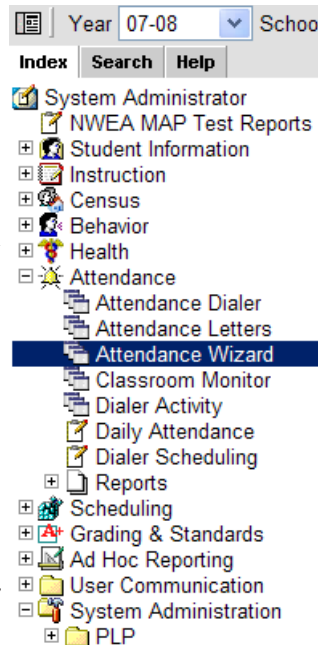 Year 07-08 Schoo
Index Search Help
System Administrator
NWEA MAP Test Reports
Student Information
Instruction
Census
Behavior
Health
Attendance
Attendance Dialer
Attendance Letters
Attendance Wizard
Classroom Monitor
Dialer Activity
Daily Attendance
Dialer Scheduling
Reports
Scheduling
Grading & Standards
Ad Hoc Reporting
User Communication
System Administration
PLP